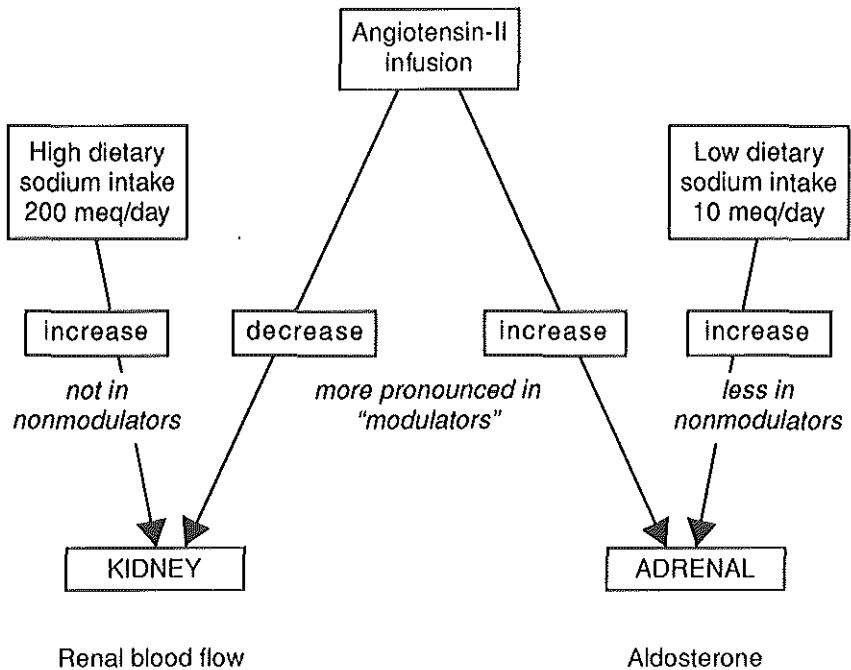 Angiotensin-II
infusion
High dietary
sodium intake
200 meq/day
Low dietary
sodium intake
10 meq/day
increase
decrease
increase
increase
not in
nonmodulators
more pronounced in
"modulators"
less in
nonmodulators
KIDNEY
ADRENAL
Renal blood flow
Aldosterone